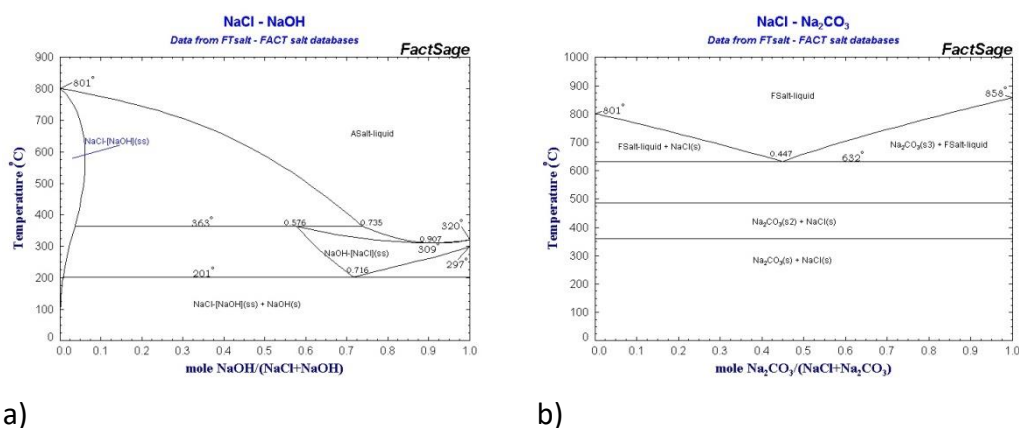 NaCl - NaOH
Data from FTsalt - FACT salt databases
FactSage
900
800
700
600
500
400
300
200
100
0
Temperature (°C)
801°
NaCl-[NaOH](ss)
ASalt-liquid
363°
0.576
0.735
320°
0.907
309°
NaOH-[NaCl](ss)
297°
201°
0.716
NaCl-[NaOH](ss) + NaOH(s)
0.0 0.1 0.2 0.3 0.4 0.5 0.6 0.7 0.8 0.9 1.0
mole NaOH/(NaCl+NaOH)
a)
NaCl - Na₂CO₃
Data from FTsalt - FACT salt databases
FactSage
1000
900
800
700
600
500
400
300
200
100
0
Temperature (°C)
FSalt-liquid
858°
801°
FSalt-liquid + NaCl(s)
0.447
632°
Na₂CO₃(s3) + FSalt-liquid
Na₂CO₃(s2) + NaCl(s)
Na₂CO₃(s) + NaCl(s)
0.0 0.1 0.2 0.3 0.4 0.5 0.6 0.7 0.8 0.9 1.0
mole Na₂CO₃/(NaCl+Na₂CO₃)
b)